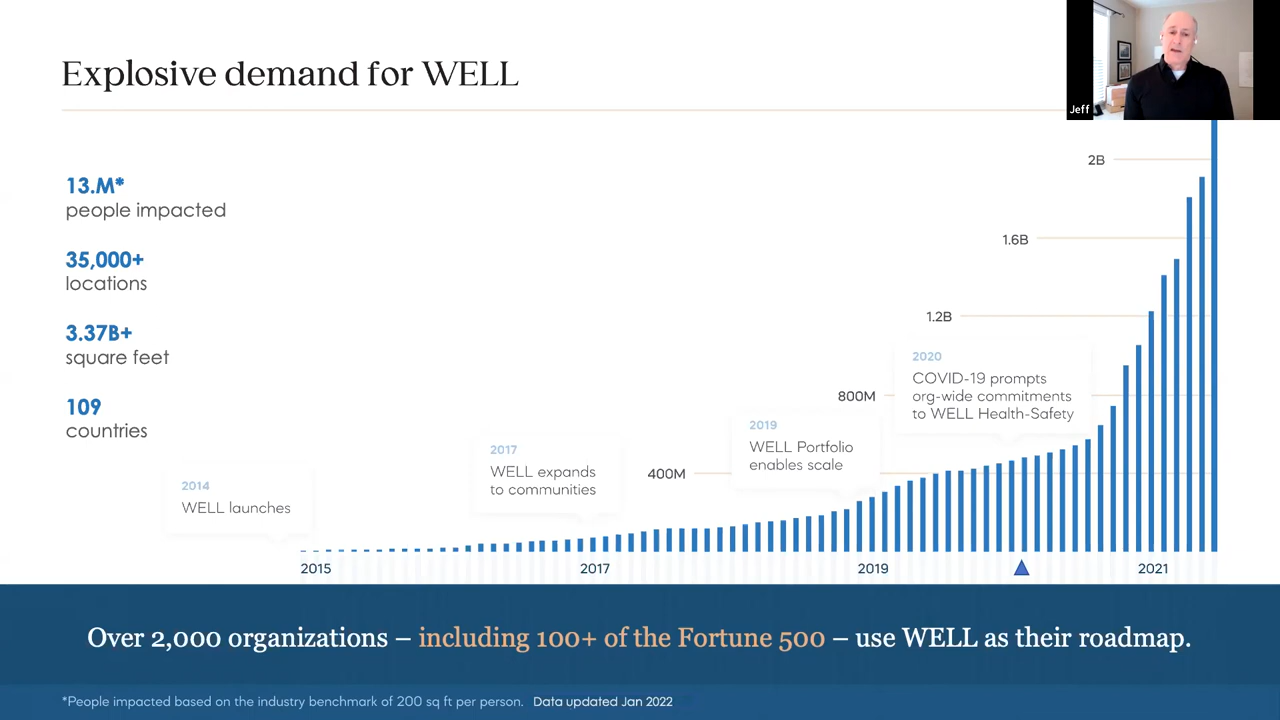 Explosive demand for WELL
Jeff
13.M*
people impacted
35,000+
locations
3.37B+
square feet
109
countries
2B
1.6B
1.2B
800M
400M
2014
WELL launches
2017
WELL expands
to communities
2019
WELL Portfolio
enables scale
2020
COVID-19 prompts
org-wide commitments
to WELL Health-Safety
2015
2017
2019
2021
Over 2,000 organizations – including 100+ of the Fortune 500 – use WELL as their roadmap.
*People impacted based on the industry benchmark of 200 sq ft per person. Data updated Jan 2022